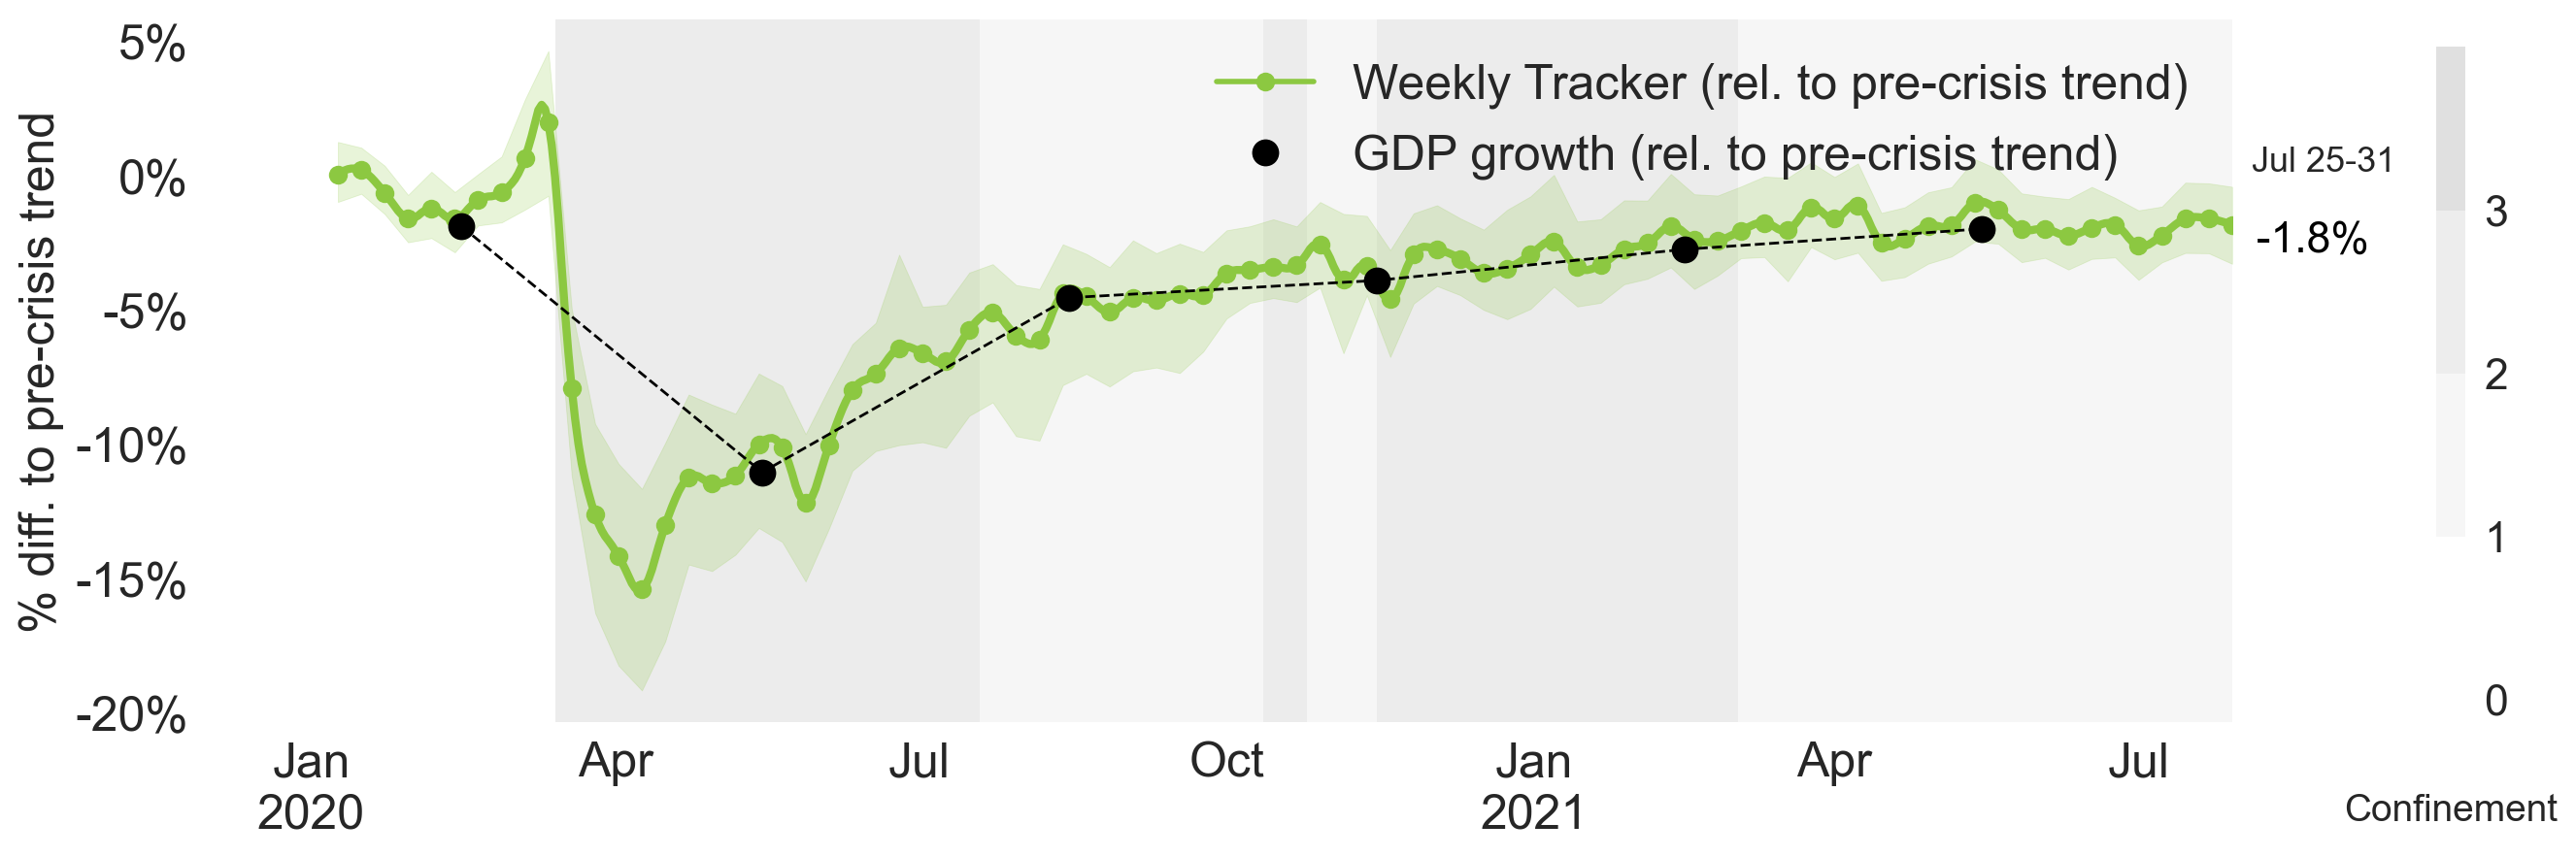 % diff. to pre-crisis trend
5%
0%
-5%
-10%
-15%
-20%
Weekly Tracker (rel. to pre-crisis trend)
GDP growth (rel. to pre-crisis trend)
Jul 25-31
-1.8%
3
2
1
0
Jan Apr Jul Oct Jan Apr Jul
2020 2021
Confinement